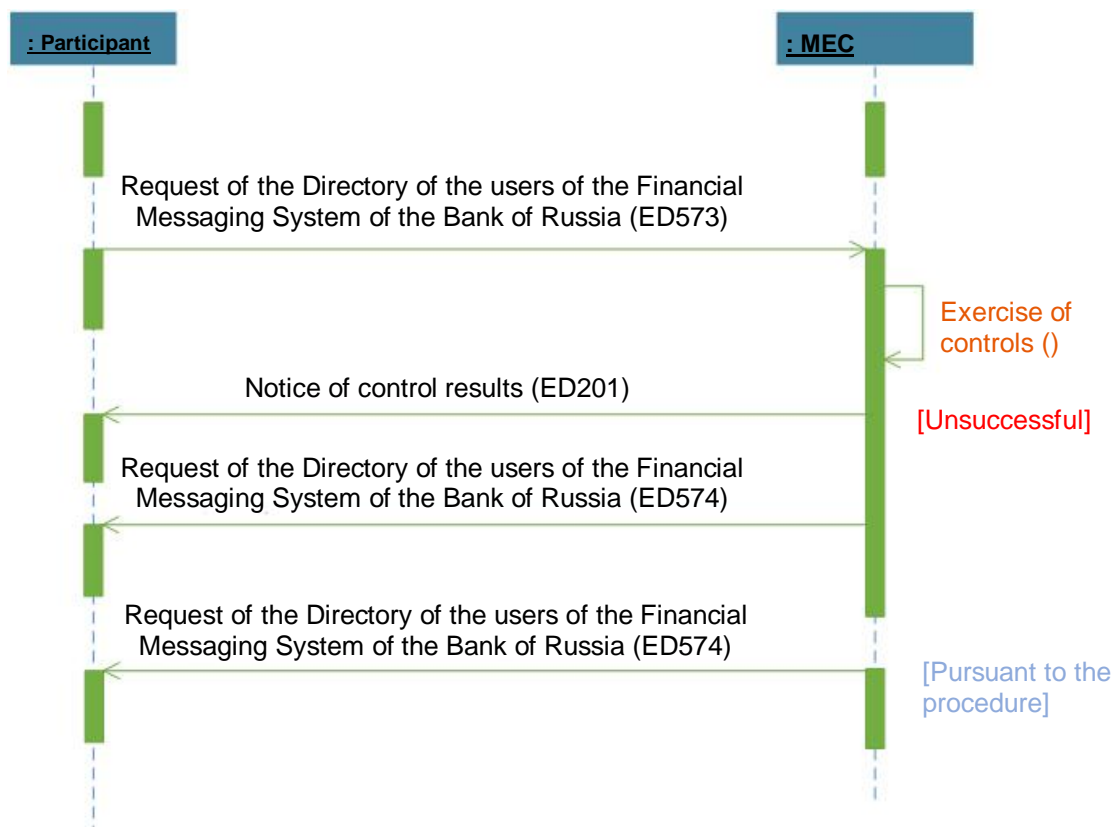 : Participant
: MEC
Request of the Directory of the users of the Financial
Messaging System of the Bank of Russia (ED573)
Exercise of
controls ()
Notice of control results (ED201)
[Unsuccessful]
Request of the Directory of the users of the Financial
Messaging System of the Bank of Russia (ED574)
Request of the Directory of the users of the Financial
Messaging System of the Bank of Russia (ED574)
[Pursuant to the
procedure]